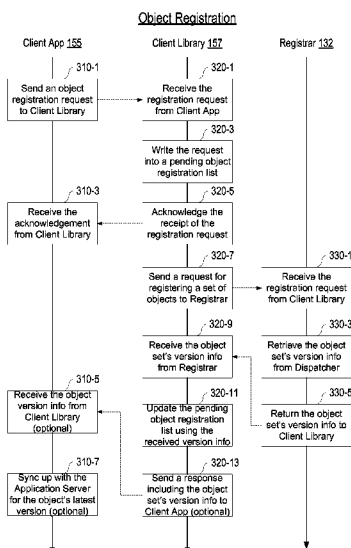 Object Registration
Client App 155
Client Library 157
Registrar 132
310-1
Send an object
registration request
to Client Library
320-1
Receive the
registration request
from Client App
320-3
Write the request
into a pending object
registration list
310-3
Receive the
acknowledgement
from Client Library
320-5
Acknowledge the
receipt of the
registration request
320-7
Send a request for
registering a set of
objects to Registrar
330-1
Receive the
registration request
from Client Library
320-9
Receive the object
set's version info
from Registrar
330-3
Retrieve the object
set's version info
from Dispatcher
310-5
Receive the object
version info from
Client Library
(optional)
320-11
Update the pending
object registration
list using the
received version info
330-5
Return the object
set's version info to
Client Library
310-7
Sync up with the
Application Server
for the object's latest
version (optional)
320-13
Send a response
including the object
set's version info to
Client App (optional)